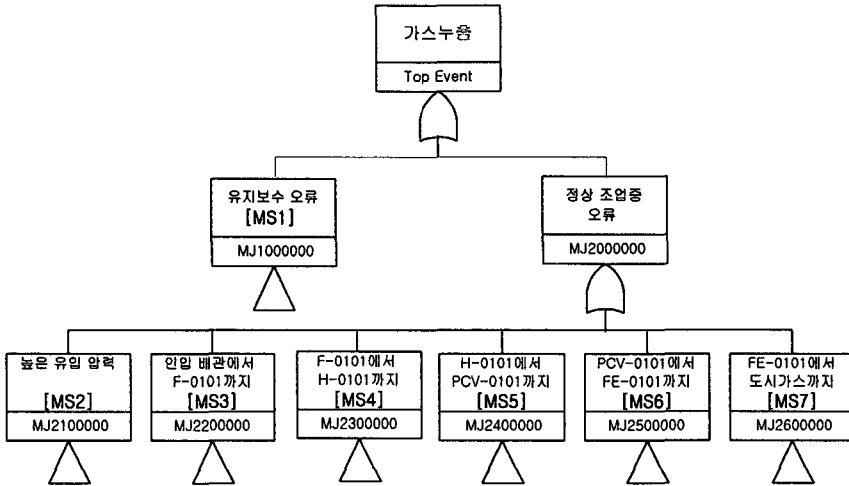 가스누출
Top Event
유지보수 오류
[MS1]
MJ1000000
정상 조업중
오류
MJ2000000
높은 유입 압력
[MS2]
MJ2100000
인입 배관에서
F-0101까지
[MS3]
MJ2200000
F-0101에서
H-0101까지
[MS4]
MJ2300000
H-0101에서
PCV-0101까지
[MS5]
MJ2400000
PCV-0101에서
FE-0101까지
[MS6]
MJ2500000
FE-0101에서
도시가스까지
[MS7]
MJ2600000